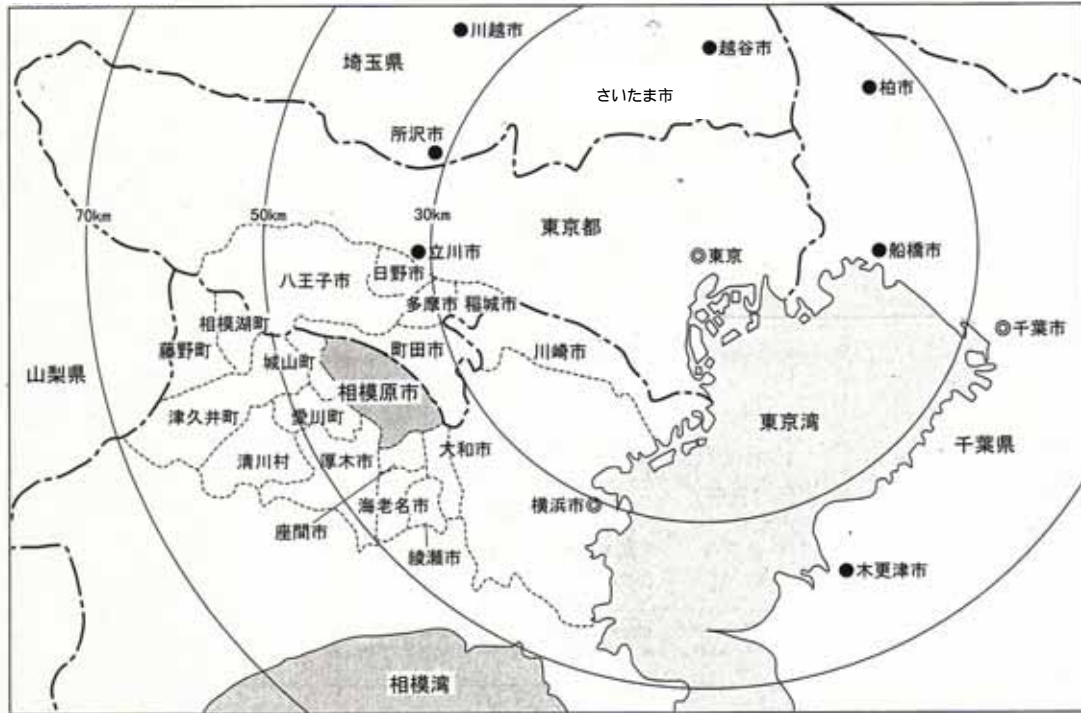 川越市
越谷市
埼玉県
さいたま市
柏市
所沢市
70km
50km
30km
東京都
立川市
東京
船橋市
八王子市
日野市
多摩市
稲城市
相模湖町
千葉市
藤野町
城山町
町田市
川崎市
山梨県
相模原市
津久井町
愛川町
東京湾
千葉県
大和市
清川村
厚木市
海老名市
横浜市
座間市
綾瀬市
木更津市
相模湾